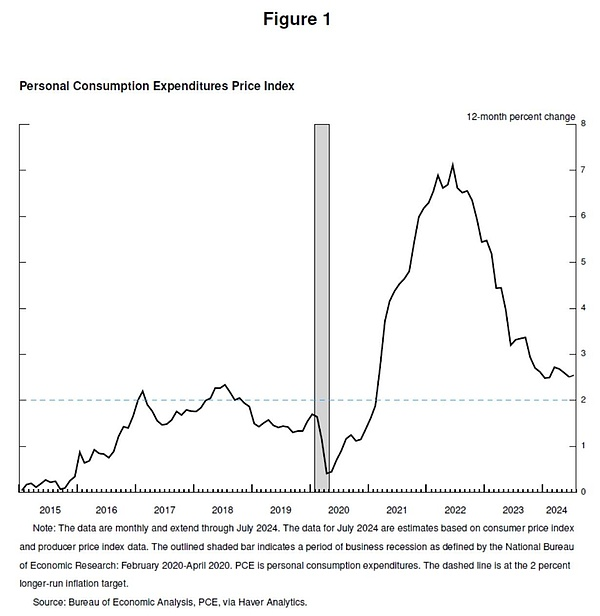 Figure 1
Personal Consumption Expenditures Price Index
12-month percent change
8
7
6
5
4
3
2
1
0
2015 2016 2017 2018 2019 2020 2021 2022 2023 2024
Note: The data are monthly and extend through July 2024. The data for July 2024 are estimates based on consumer price index
and producer price index data. The outlined shaded bar indicates a period of business recession as defined by the National Bureau
of Economic Research: February 2020-April 2020. PCE is personal consumption expenditures. The dashed line is at the 2 percent
longer-run inflation target.
Source: Bureau of Economic Analysis, PCE, via Haver Analytics.